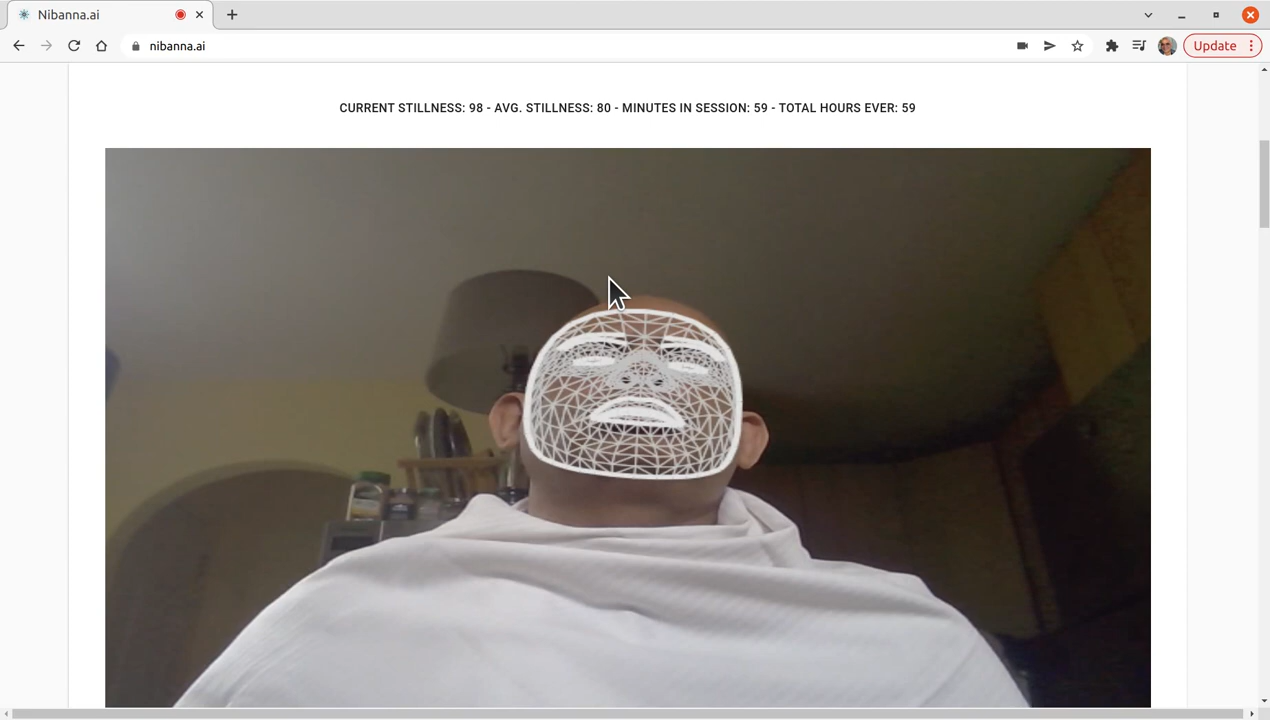 Nibanna.ai
nibanna.ai
Update
CURRENT STILLNESS: 98 - AVG. STILLNESS: 80 - MINUTES IN SESSION: 59 - TOTAL HOURS EVER: 59